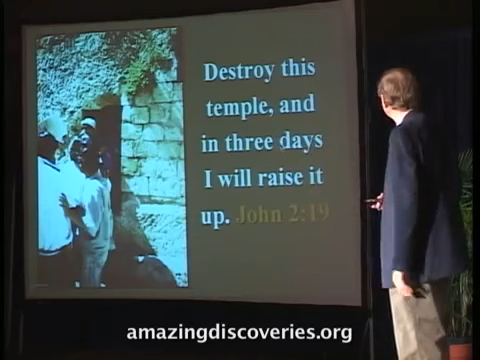 Destroy this
temple, and
in three days
I will raise it
up. John 2:19
amazingdiscoveries.org